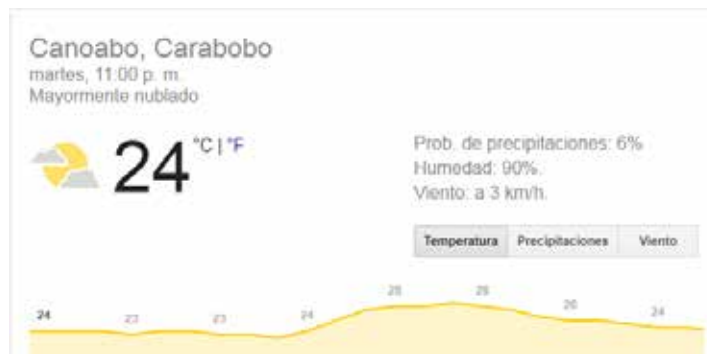 Canoabo, Carabobo
martes, 11:00 p. m.
Mayormente nublado
24 °C | °F
Prob. de precipitaciones: 6%
Humedad: 90%.
Viento: a 3 km/h.
Temperatura Precipitaciones Viento
24 23 23 24 28 28 26 24